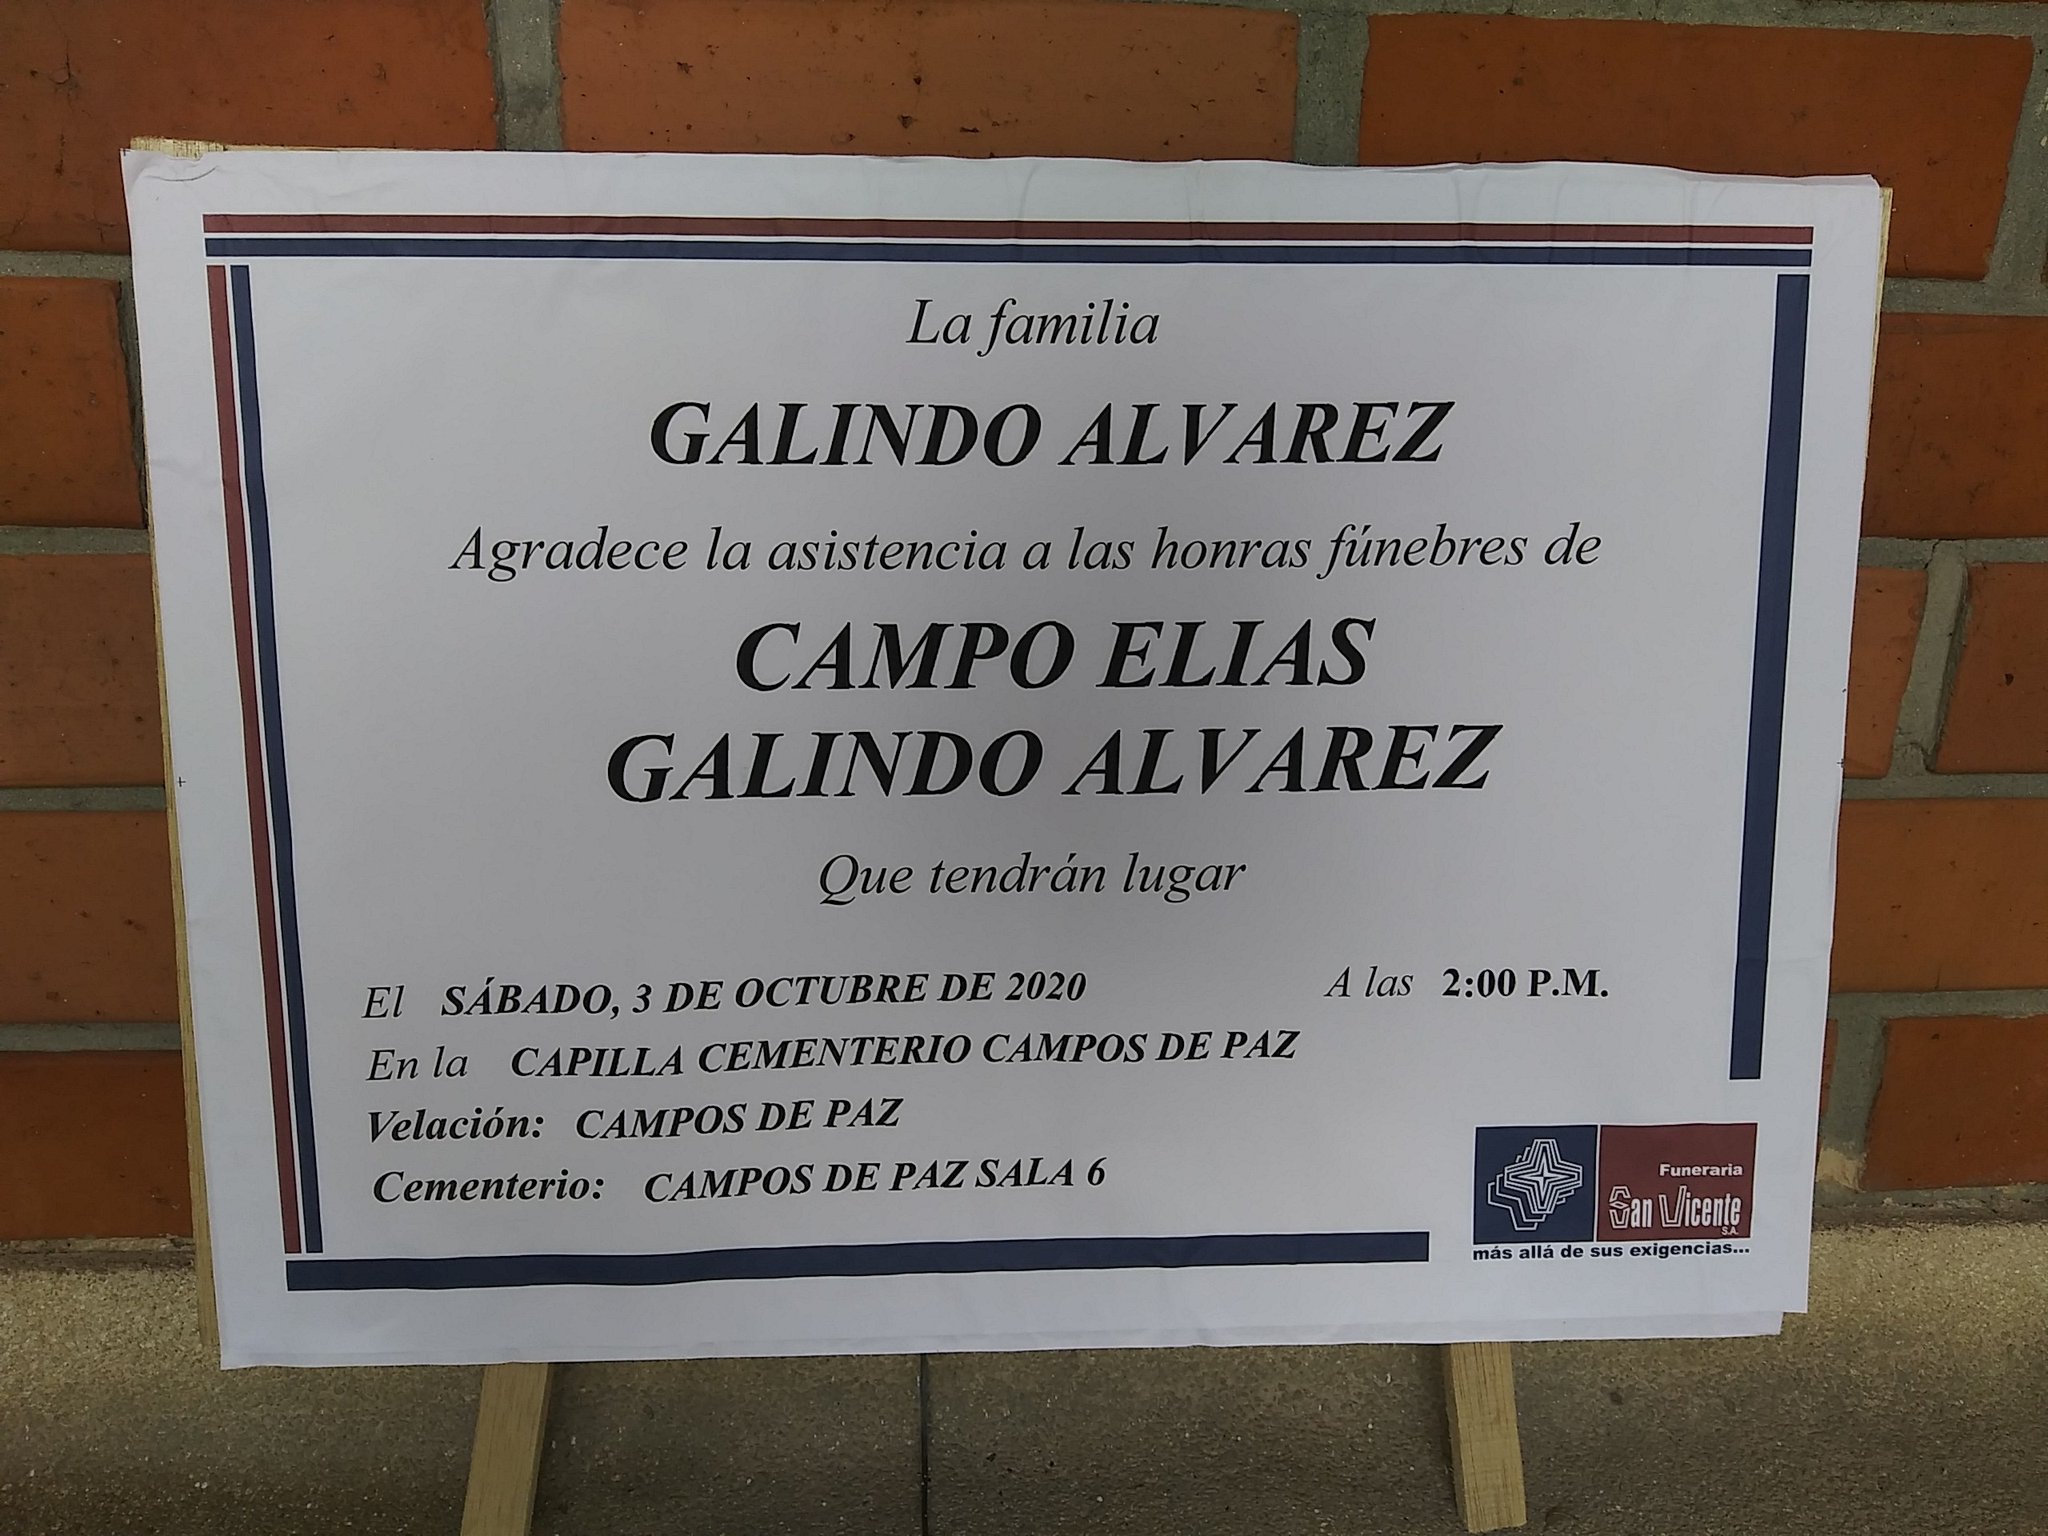 La familia
GALINDO ALVAREZ
Agradece la asistencia a las honras fúnebres de
CAMPO ELIAS
GALINDO ALVAREZ
Que tendrán lugar
El SÁBADO, 3 DE OCTUBRE DE 2020 A las 2:00 P.M.
En la CAPILLA CEMENTERIO CAMPOS DE PAZ
Velación: CAMPOS DE PAZ
Cementerio: CAMPOS DE PAZ SALA 6
Funeraria
San Vicente
S.A.
más allá de sus exigencias...